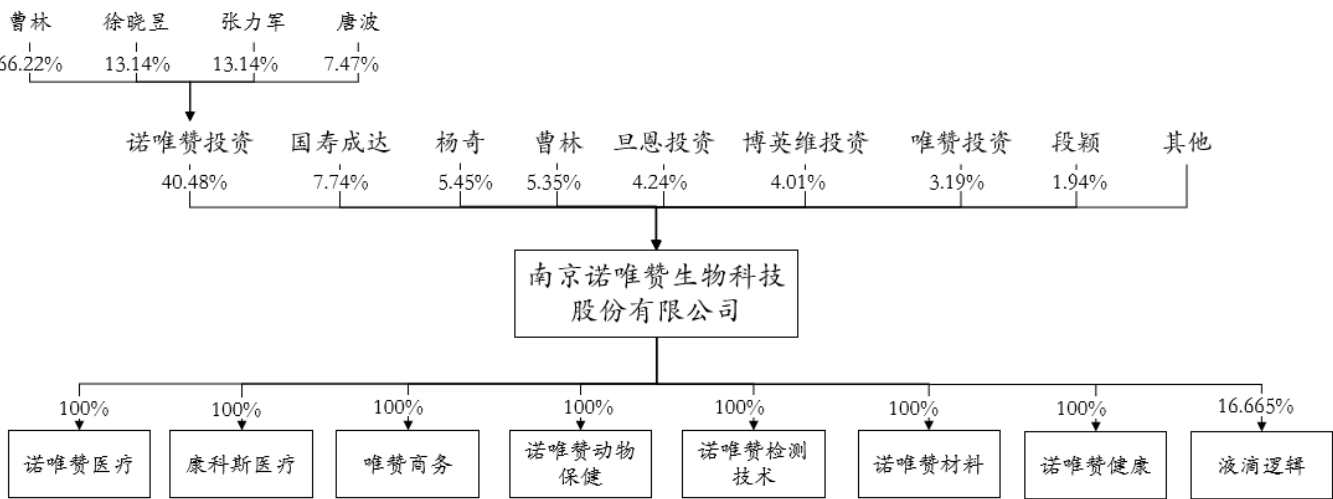 曹林 徐晓昱 张力军 唐波
66.22% 13.14% 13.14% 7.47%
诺唯赞投资 国寿成达 杨奇 曹林 旦恩投资 博英维投资 唯赞投资 段颖 其他
40.48% 7.74% 5.45% 5.35% 4.24% 4.01% 3.19% 1.94%
南京诺唯赞生物科技
股份有限公司
100% 100% 100% 100% 100% 100% 100% 16.665%
诺唯赞医疗 康科斯医疗 唯赞商务 诺唯赞动物 诺唯赞检测 诺唯赞材料 诺唯赞健康 液滴逻辑
保健 技术